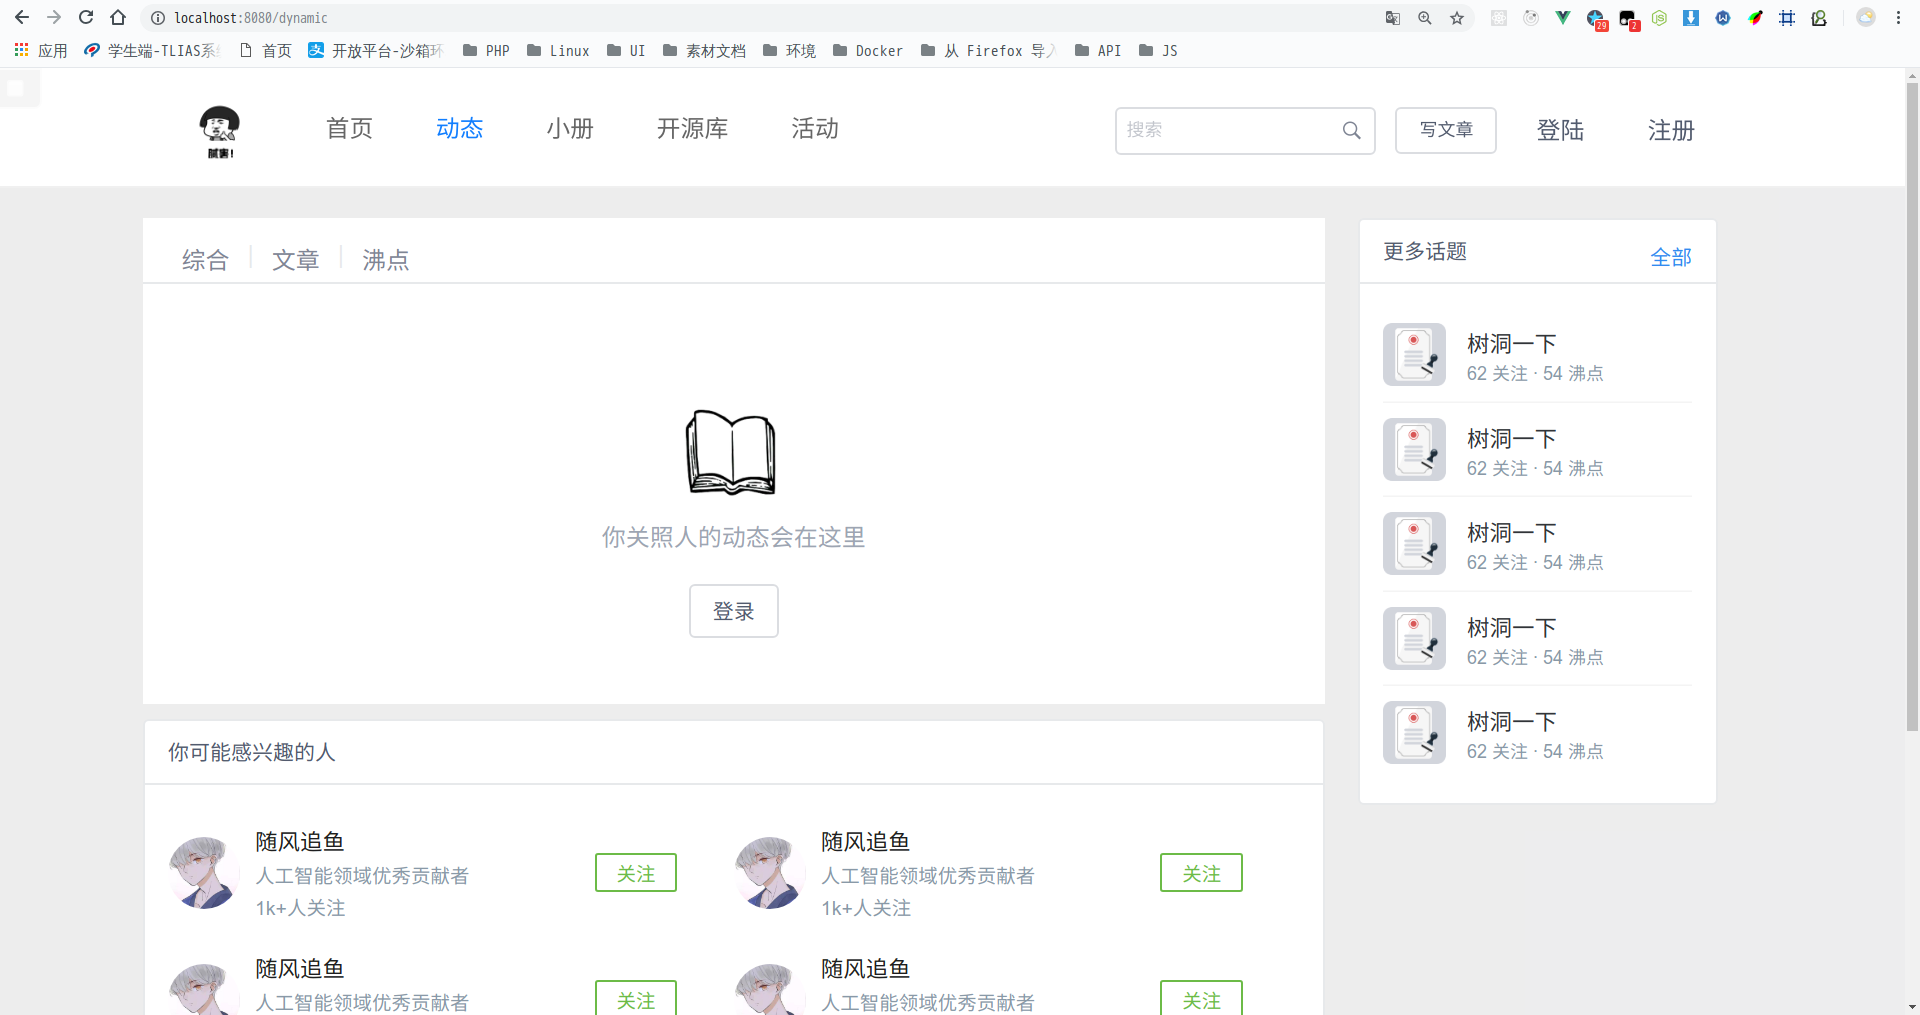 localhost:8080/dynamic
29
2
应用 学生端-TLIAS系 首页 开放平台-沙箱环 PHP Linux UI 素材文档 环境 Docker 从 Firefox 导入 API JS
首页 动态 小册 开源库 活动 搜索 写文章 登陆 注册
腻害!
综合 文章 沸点
更多话题 全部
树洞一下
62 关注 · 54 沸点
树洞一下
62 关注 · 54 沸点
树洞一下
62 关注 · 54 沸点
树洞一下
62 关注 · 54 沸点
树洞一下
62 关注 · 54 沸点
你关照人的动态会在这里
登录
你可能感兴趣的人
随风追鱼
人工智能领域优秀贡献者
1k+人关注
关注
随风追鱼
人工智能领域优秀贡献者
1k+人关注
关注
随风追鱼
人工智能领域优秀贡献者
关注
随风追鱼
人工智能领域优秀贡献者
关注